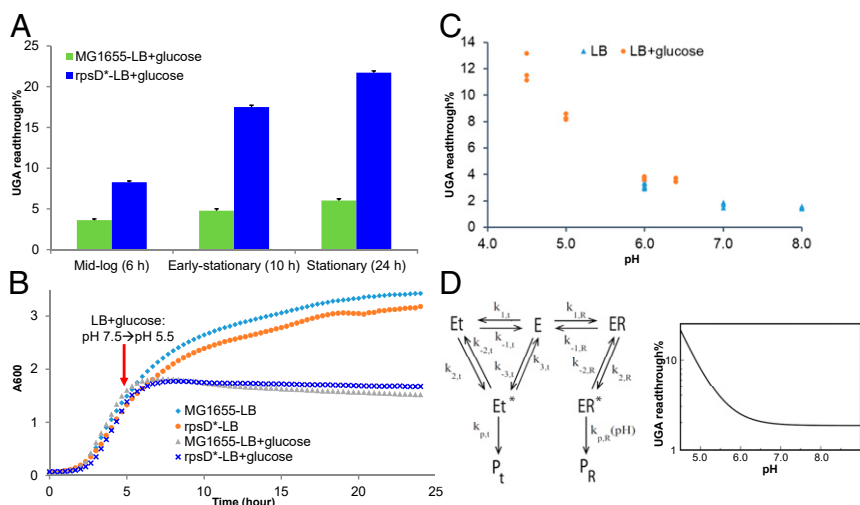 A
MG1655-LB+glucose
rpsD*-LB+glucose
UGA readthrough%
25
20
15
10
5
0
Mid-log (6 h) Early-stationary (10 h) Stationary (24 h)
B
LB+glucose:
pH 7.5→pH 5.5
A600
3
2
1
0
MG1655-LB
rpsD*-LB
MG1655-LB+glucose
rpsD*-LB+glucose
0 5 10 15 20 25
Time (hour)
C
LB LB+glucose
UGA readthrough%
14
12
10
8
6
4
2
0
4.0 5.0 6.0 7.0 8.0
pH
D
k1,t k1,R
Et E ER
k-1,t k-1,R
k-2,t k-3,t k3,t k-2,R
k2,t k2,R
Et* ER*
kp,t kp,R(pH)
Pt PR
UGA readthrough%
10
1
5.0 6.0 7.0 8.0
pH